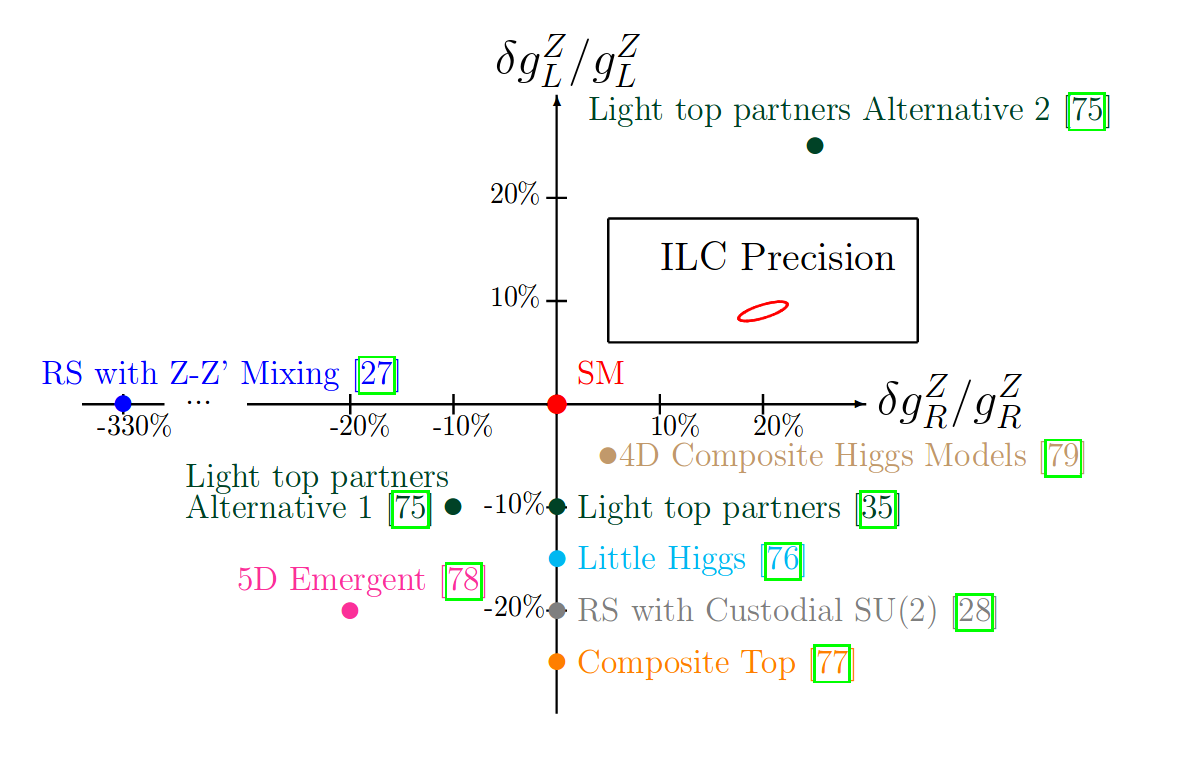 δg_L^Z/g_L^Z
Light top partners Alternative 2 [75]
20%
ILC Precision
10%
RS with Z-Z' Mixing [27]
SM
...
δg_R^Z/g_R^Z
-330%
-20%
-10%
10%
20%
4D Composite Higgs Models [79]
Light top partners
Alternative 1 [75]
-10%
Light top partners [35]
Little Higgs [76]
5D Emergent [78]
-20%
RS with Custodial SU(2) [28]
Composite Top [77]